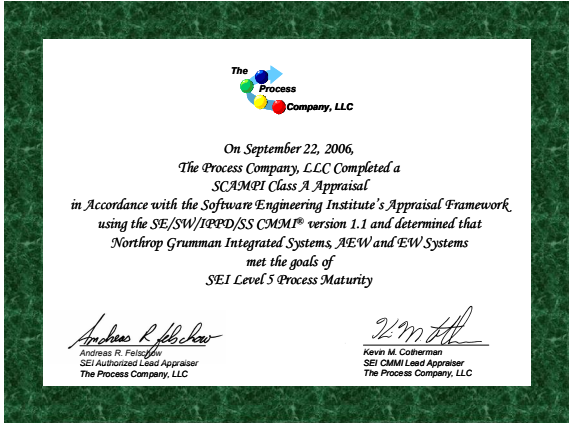 The
Process
Company, LLC
On September 22, 2006,
The Process Company, LLC Completed a
SCAMPI Class A Appraisal
in Accordance with the Software Engineering Institute's Appraisal Framework
using the SE/SW/IPPD/SS CMMI® version 1.1 and determined that
Northrop Grumman Integrated Systems, AEW and EW Systems
met the goals of
SEI Level 5 Process Maturity
Andreas R. Felschow
Andreas R. Felschow
SEI Authorized Lead Appraiser
The Process Company, LLC
Kevin M. Cotherman
SEI CMMI Lead Appraiser
The Process Company, LLC